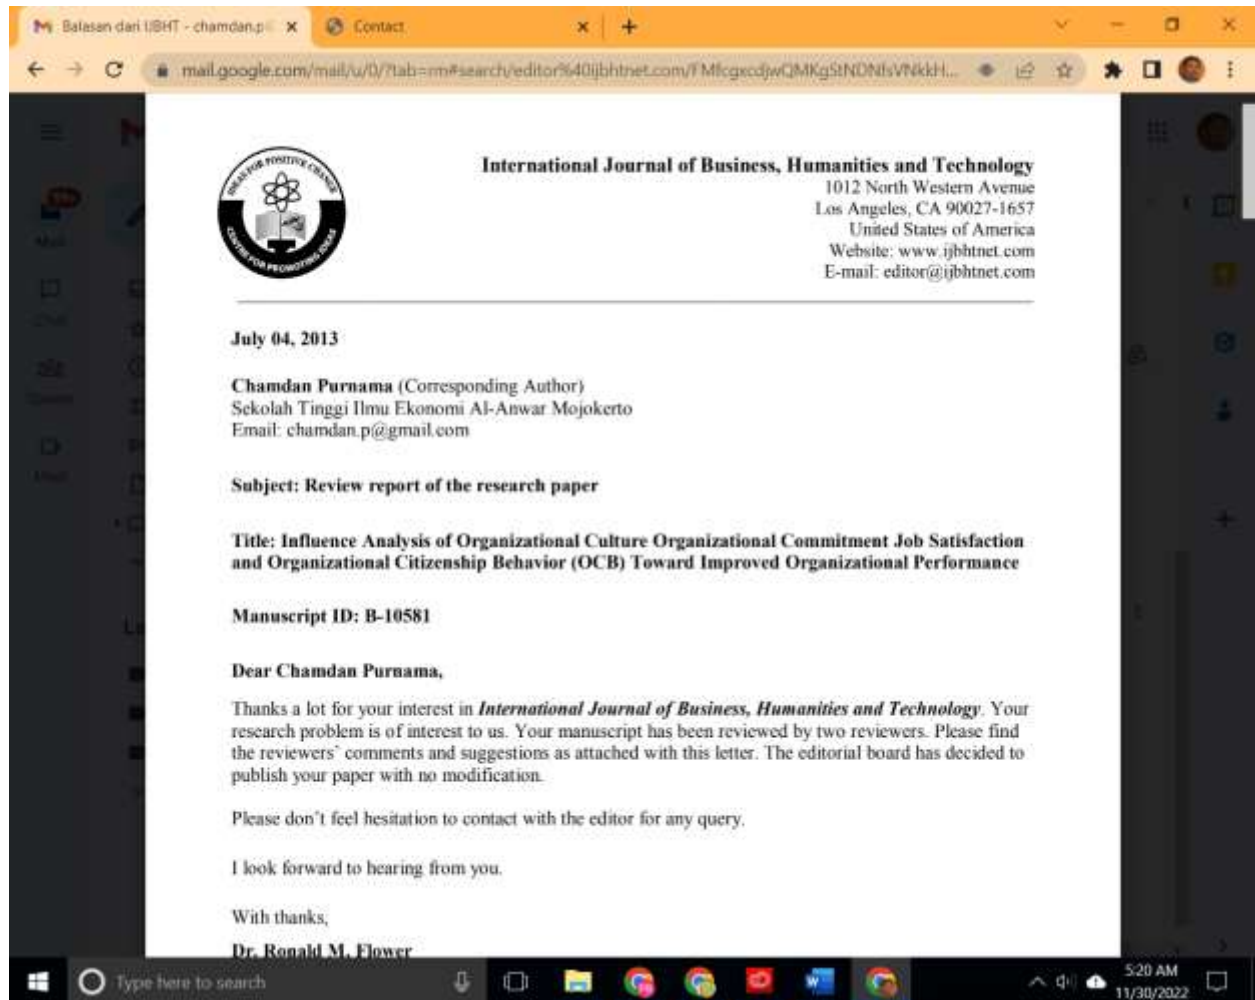 Balasan dari IJBHT - chamdan.p
Contact
mail.google.com/mail/u/0/?tab=rm#search/editor%40ijbhtnet.com/
IDEAS FOR POSITIVE CHANGE
CENTRE FOR PROMOTING IDEAS
International Journal of Business, Humanities and Technology
1012 North Western Avenue
Los Angeles, CA 90027-1657
United States of America
Website: www.ijbhtnet.com
E-mail: editor@ijbhtnet.com
July 04, 2013
Chamdan Purnama (Corresponding Author)
Sekolah Tinggi Ilmu Ekonomi Al-Anwar Mojokerto
Email: chamdan.p@gmail.com
Subject: Review report of the research paper
Title: Influence Analysis of Organizational Culture Organizational Commitment Job Satisfaction
and Organizational Citizenship Behavior (OCB) Toward Improved Organizational Performance
Manuscript ID: B-10581
Dear Chamdan Purnama,
Thanks a lot for your interest in International Journal of Business, Humanities and Technology. Your
research problem is of interest to us. Your manuscript has been reviewed by two reviewers. Please find
the reviewers' comments and suggestions as attached with this letter. The editorial board has decided to
publish your paper with no modification.
Please don't feel hesitation to contact with the editor for any query.
I look forward to hearing from you.
With thanks,
Dr. Ronald M. Flower
Type here to search
5:20 AM
11/30/2022